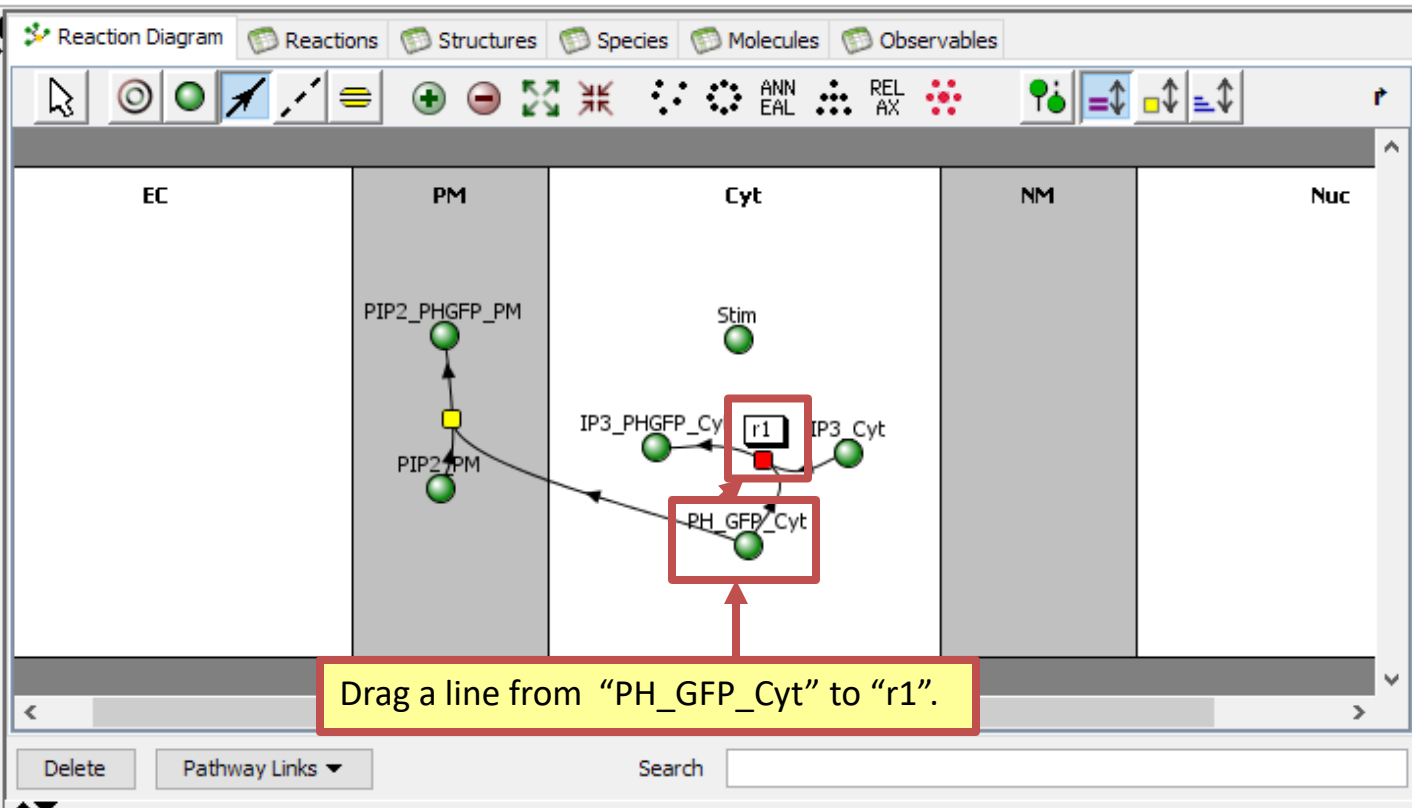 Reaction Diagram Reactions Structures Species Molecules Observables
ANN EAL REL AX
EC PM Cyt NM Nuc
PIP2_PHGFP_PM
Stim
IP3_PHGFP_Cy r1 IP3_Cyt
PIP2_PM
PH_GFP_Cyt
Drag a line from “PH_GFP_Cyt” to “r1”.
Delete Pathway Links Search